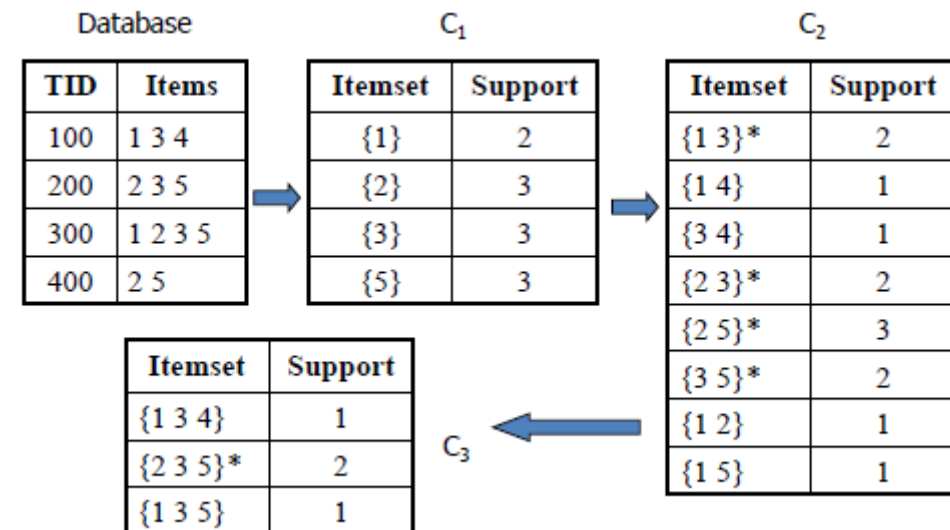 Database
TID Items
100 1 3 4
200 2 3 5
300 1 2 3 5
400 2 5
C₁
Itemset Support
{1} 2
{2} 3
{3} 3
{5} 3
C₂
Itemset Support
{1 3}* 2
{1 4} 1
{3 4} 1
{2 3}* 2
{2 5}* 3
{3 5}* 2
{1 2} 1
{1 5} 1
C₃
Itemset Support
{1 3 4} 1
{2 3 5}* 2
{1 3 5} 1